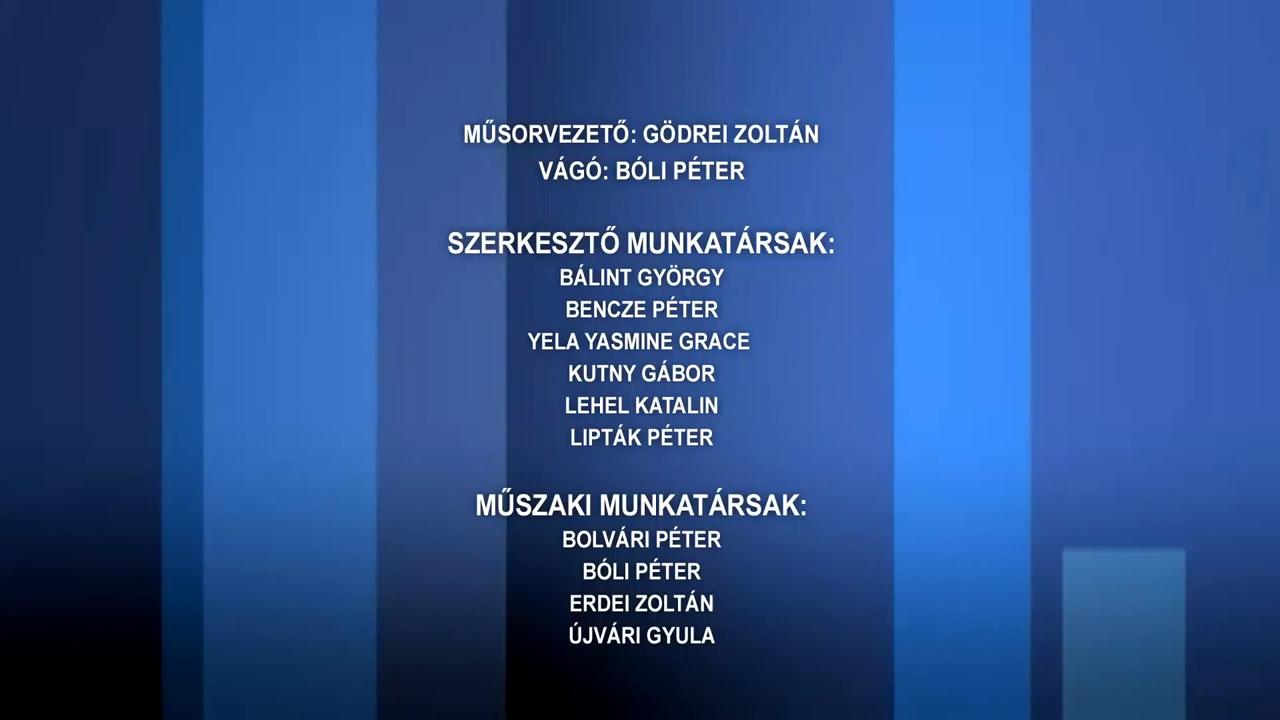 MŰSORVEZETŐ: GÖDREI ZOLTÁN
VÁGÓ: BÓLI PÉTER
SZERKESZTŐ MUNKATÁRSAK:
BÁLINT GYÖRGY
BENCZE PÉTER
YELA YASMINE GRACE
KUTNY GÁBOR
LEHEL KATALIN
LIPTÁK PÉTER
MŰSZAKI MUNKATÁRSAK:
BOLVÁRI PÉTER
BÓLI PÉTER
ERDEI ZOLTÁN
ÚJVÁRI GYULA